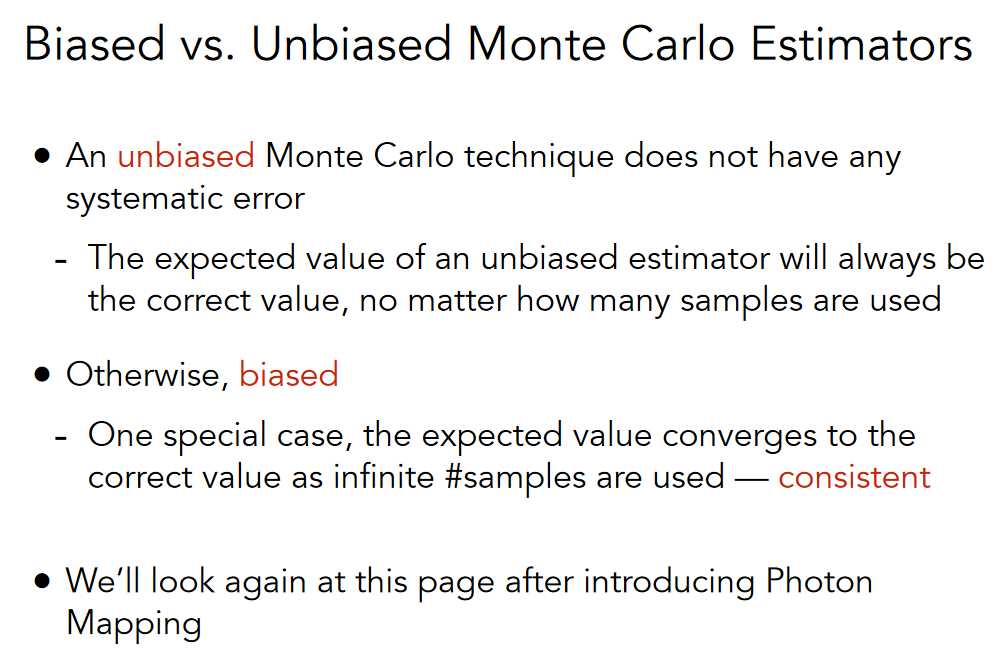 Biased vs. Unbiased Monte Carlo Estimators
• An unbiased Monte Carlo technique does not have any
systematic error
- The expected value of an unbiased estimator will always be
the correct value, no matter how many samples are used
• Otherwise, biased
- One special case, the expected value converges to the
correct value as infinite #samples are used — consistent
• We’ll look again at this page after introducing Photon
Mapping